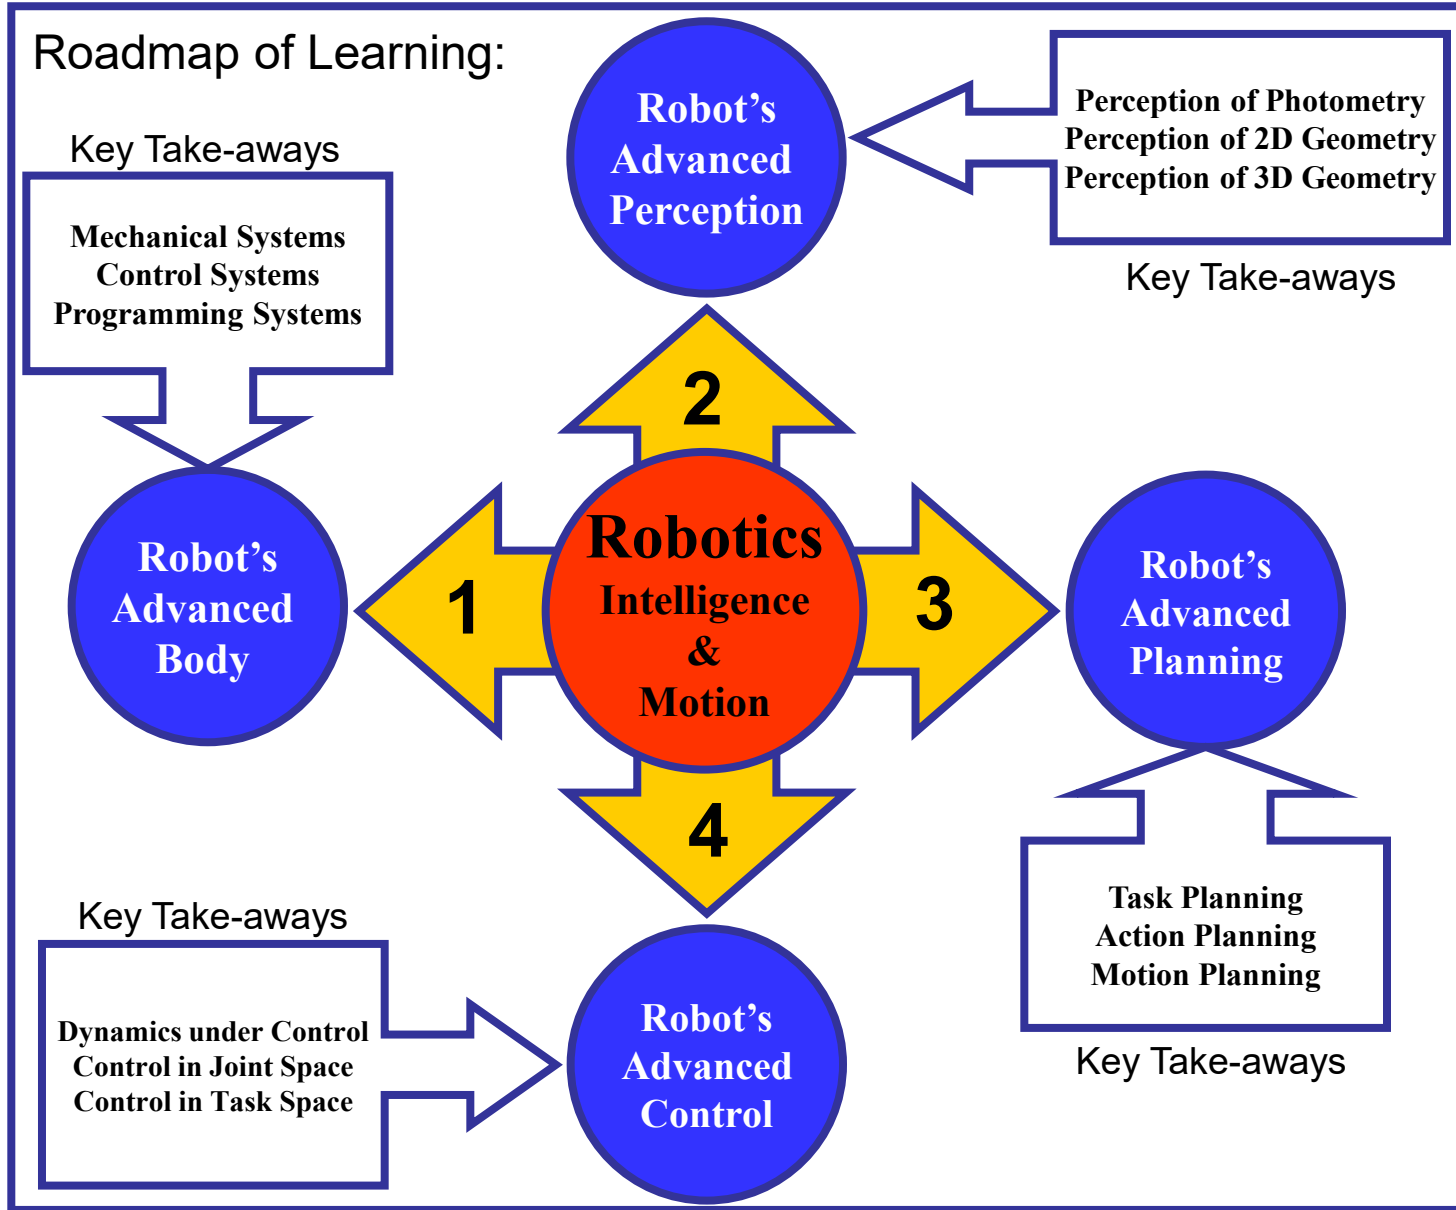 Roadmap of Learning:
Key Take-aways
Mechanical Systems
Control Systems
Programming Systems
Robot’s
Advanced
Body
1
Robot’s
Advanced
Perception
Perception of Photometry
Perception of 2D Geometry
Perception of 3D Geometry
Key Take-aways
2
Robotics
Intelligence
&
Motion
3
Robot’s
Advanced
Planning
Task Planning
Action Planning
Motion Planning
Key Take-aways
4
Key Take-aways
Dynamics under Control
Control in Joint Space
Control in Task Space
Robot’s
Advanced
Control